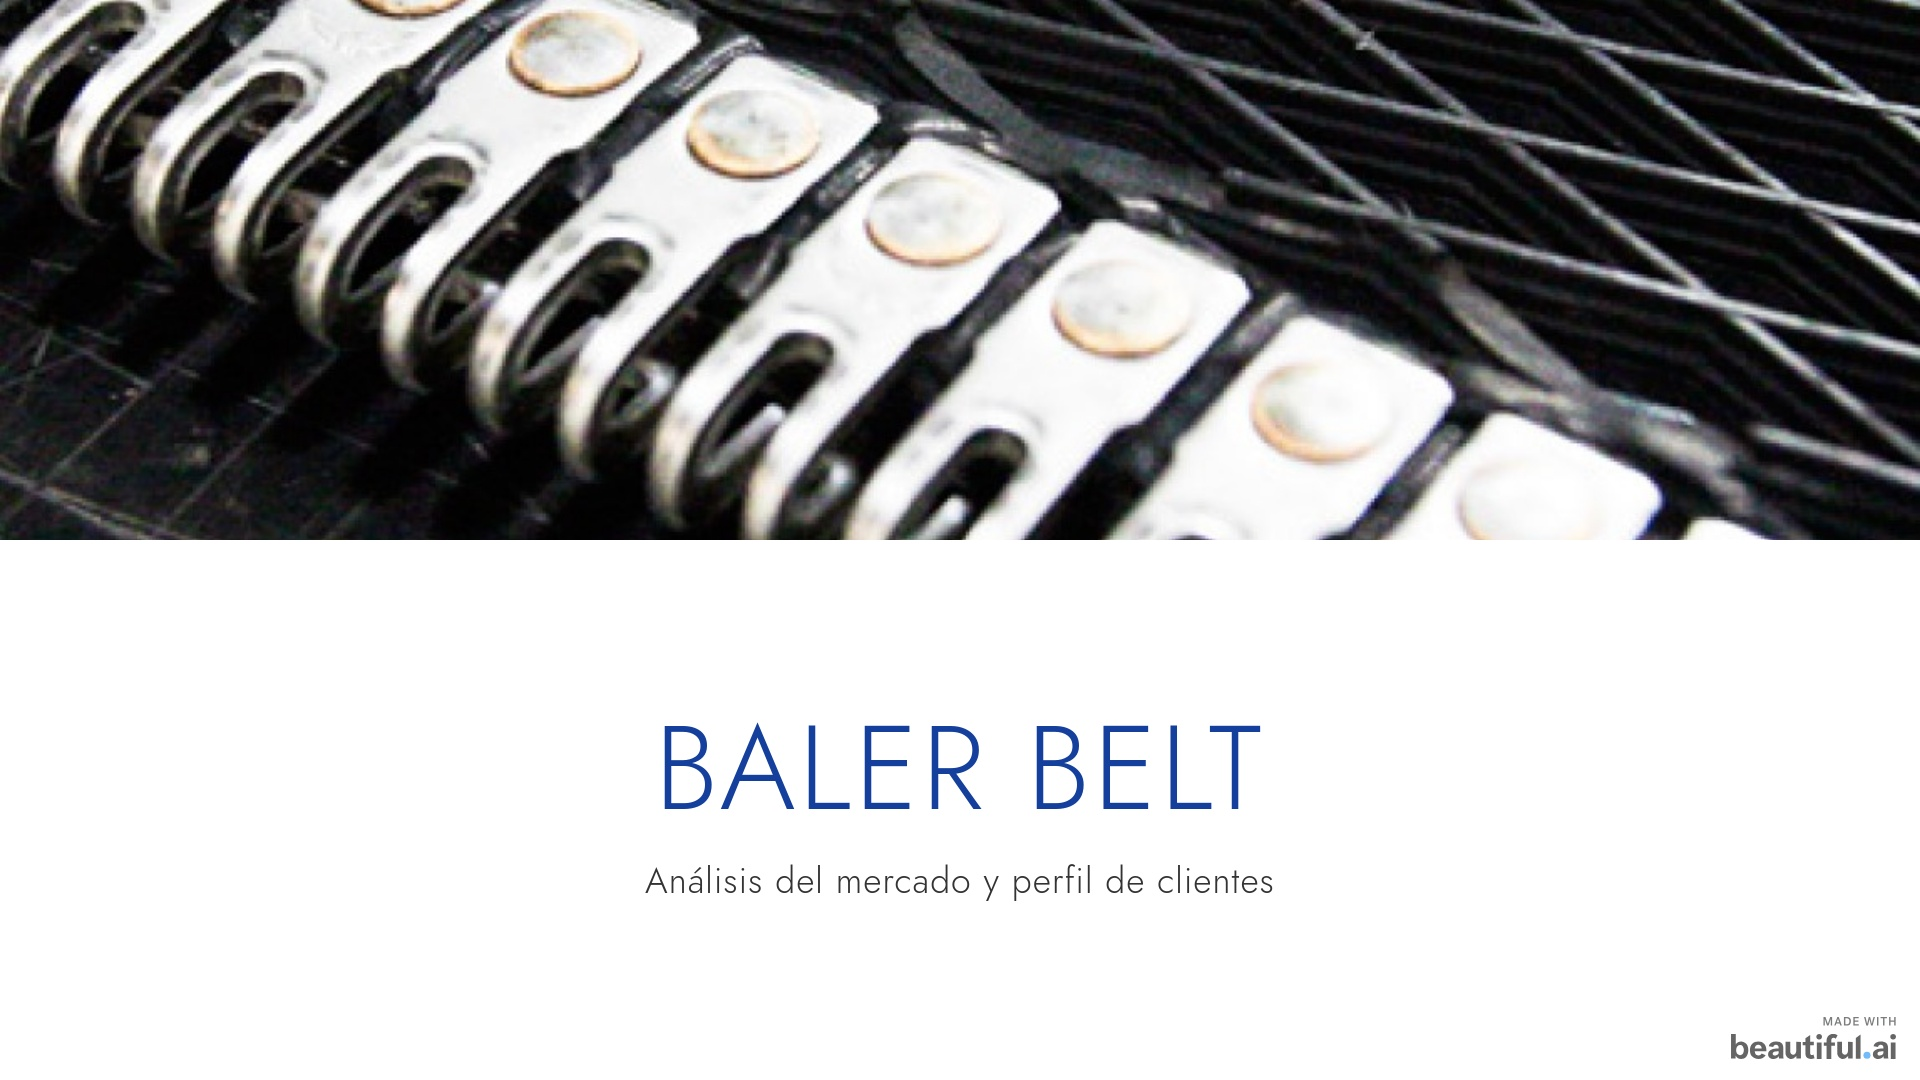 BALER BELT
Análisis del mercado y perfil de clientes
MADE WITH
beautiful.ai